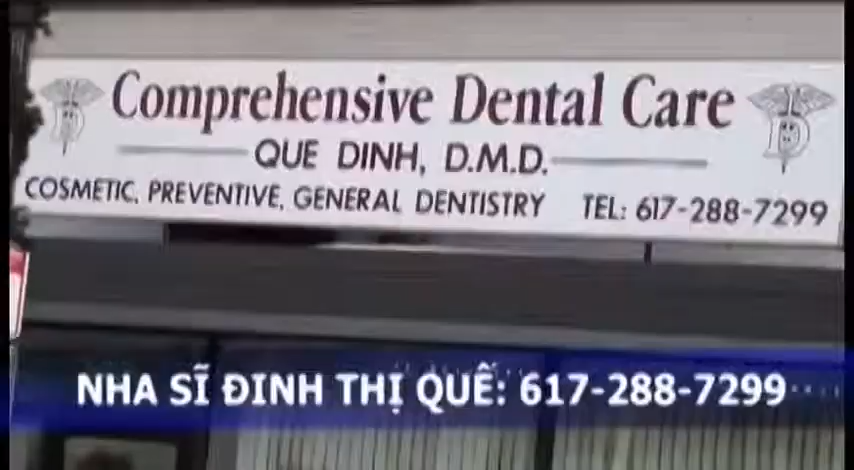 Comprehensive Dental Care
QUE DINH, D.M.D.
COSMETIC, PREVENTIVE, GENERAL DENTISTRY TEL: 617-288-7299
NHA SĨ ĐINH THỊ QUẾ: 617-288-7299